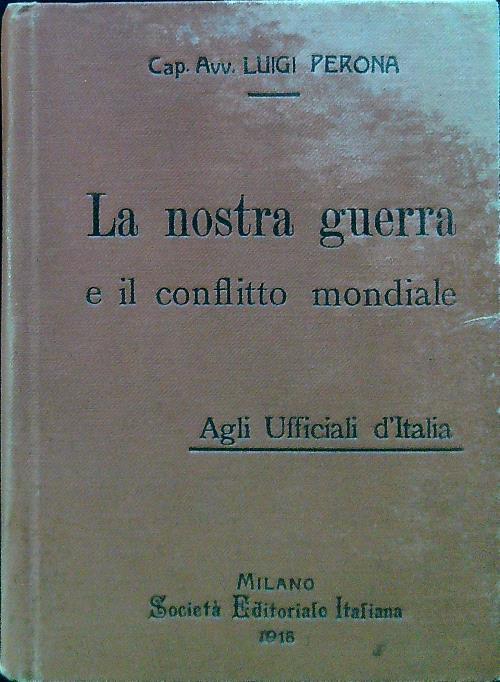 Cap. Avv. LUIGI PERONA
La nostra guerra
e il conflitto mondiale
Agli Ufficiali d'Italia
MILANO
Società Editoriale Italiana
1918